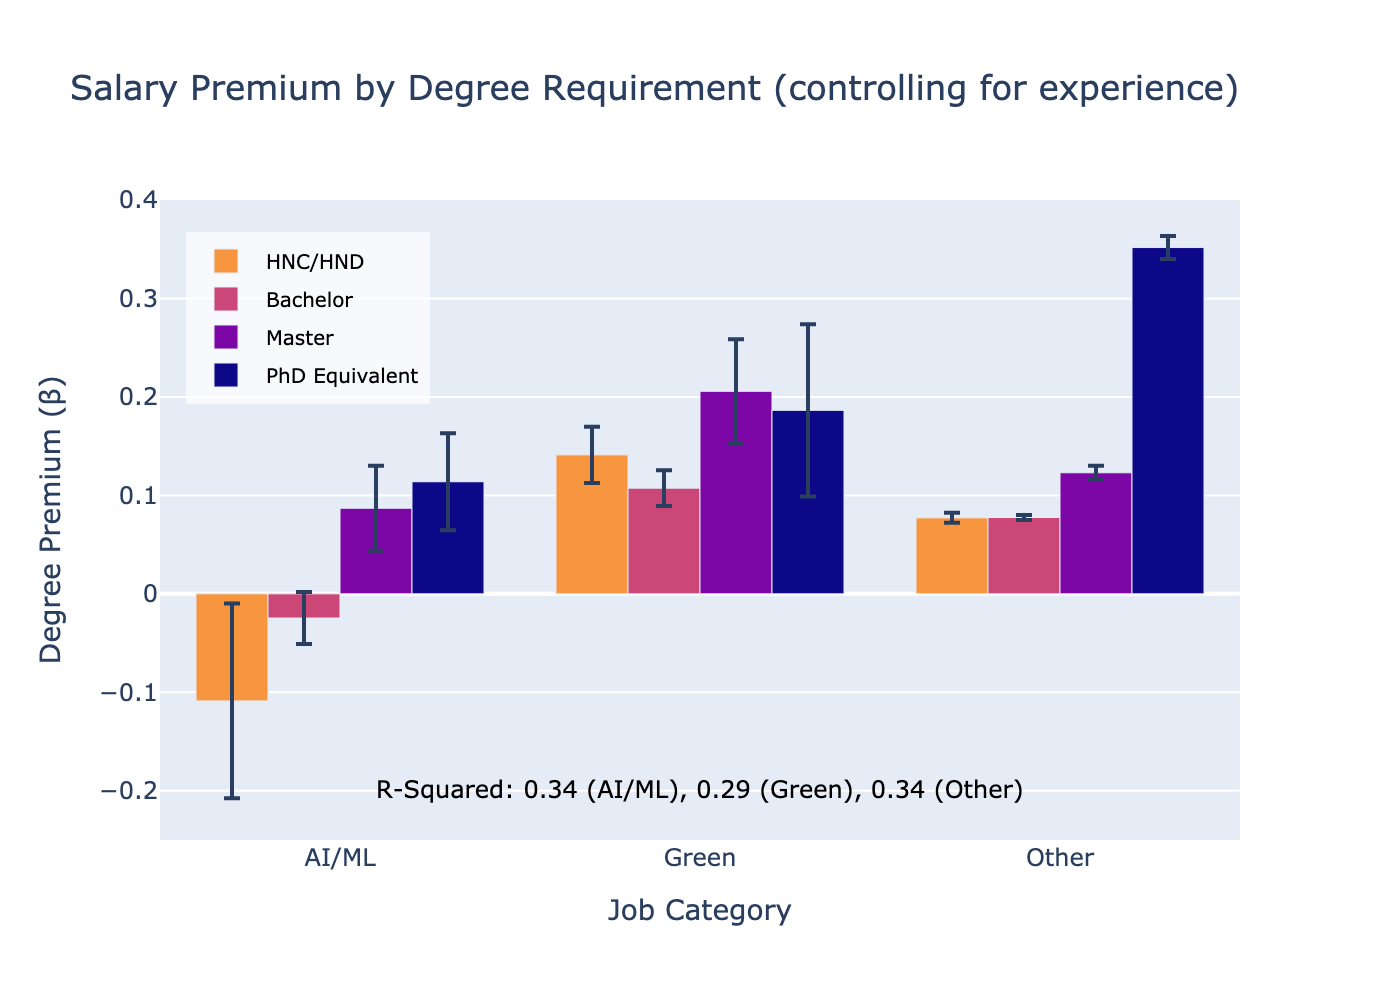 Salary Premium by Degree Requirement (controlling for experience)
0.4
0.3
0.2
0.1
0
−0.1
−0.2
Degree Premium (β)
HNC/HND
Bachelor
Master
PhD Equivalent
R-Squared: 0.34 (AI/ML), 0.29 (Green), 0.34 (Other)
AI/ML Green Other
Job Category